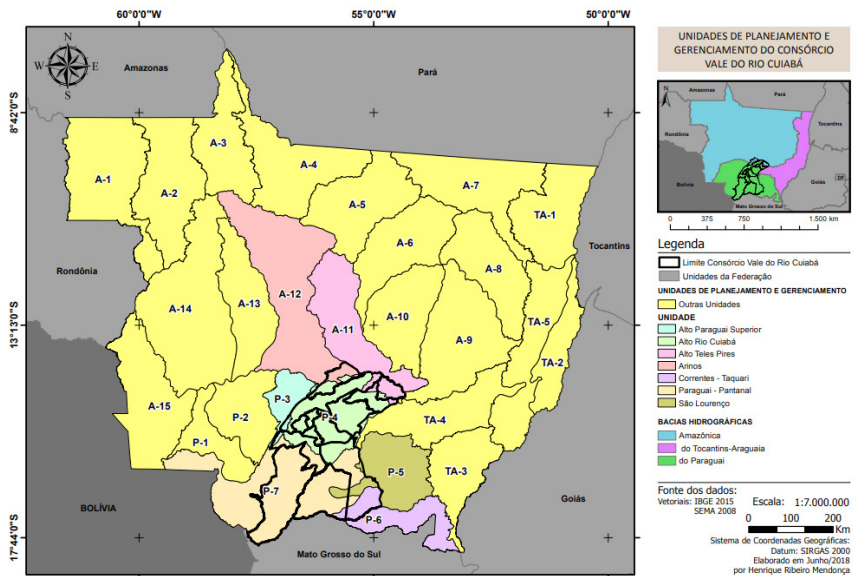 60°0'0"O
55°0'0"O
50°0'0"O
UNIDADES DE PLANEJAMENTO E
GERENCIAMENTO DO CONSÓRCIO
VALE DO RIO CUIABÁ
N
W E
S
Amazonas
Pará
8°42'0"S
A-3
A-4
A-1
A-2
A-7
A-5
TA-1
A-6
Tocantins
Rondônia
A-8
A-12
A-13
A-14
A-11
A-10
TA-5
13°13'0"S
A-9
TA-2
A-15
P-3
P-2
P-4
TA-4
P-1
P-5
TA-3
P-7
P-6
BOLÍVIA
Goiás
17°44'0"S
Mato Grosso do Sul
N
Amazonas
Pará
Rondônia
Tocantins
Bolívia
Goiás
DF
Mato Grosso do Sul
0 375 750 1.500 km
Legenda
Limite Consórcio Vale do Rio Cuiabá
Unidades da Federação
UNIDADES DE PLANEJAMENTO E GERENCIAMENTO
Outras Unidades
UNIDADE
Alto Paraguai Superior
Alto Rio Cuiabá
Alto Teles Pires
Arinos
Correntes - Taquari
Paraguai - Pantanal
São Lourenço
BACIAS HIDROGRÁFICAS
Amazônica
do Tocantins-Araguaia
do Paraguai
Fonte dos dados:
Vetoriais: IBGE 2015
SEMA 2008
Escala: 1:7.000.000
0 100 200
Km
Sistema de Coordenadas Geográficas:
Datum: SIRGAS 2000
Elaborado em Junho/2018
por Henrique Ribeiro Mendonça